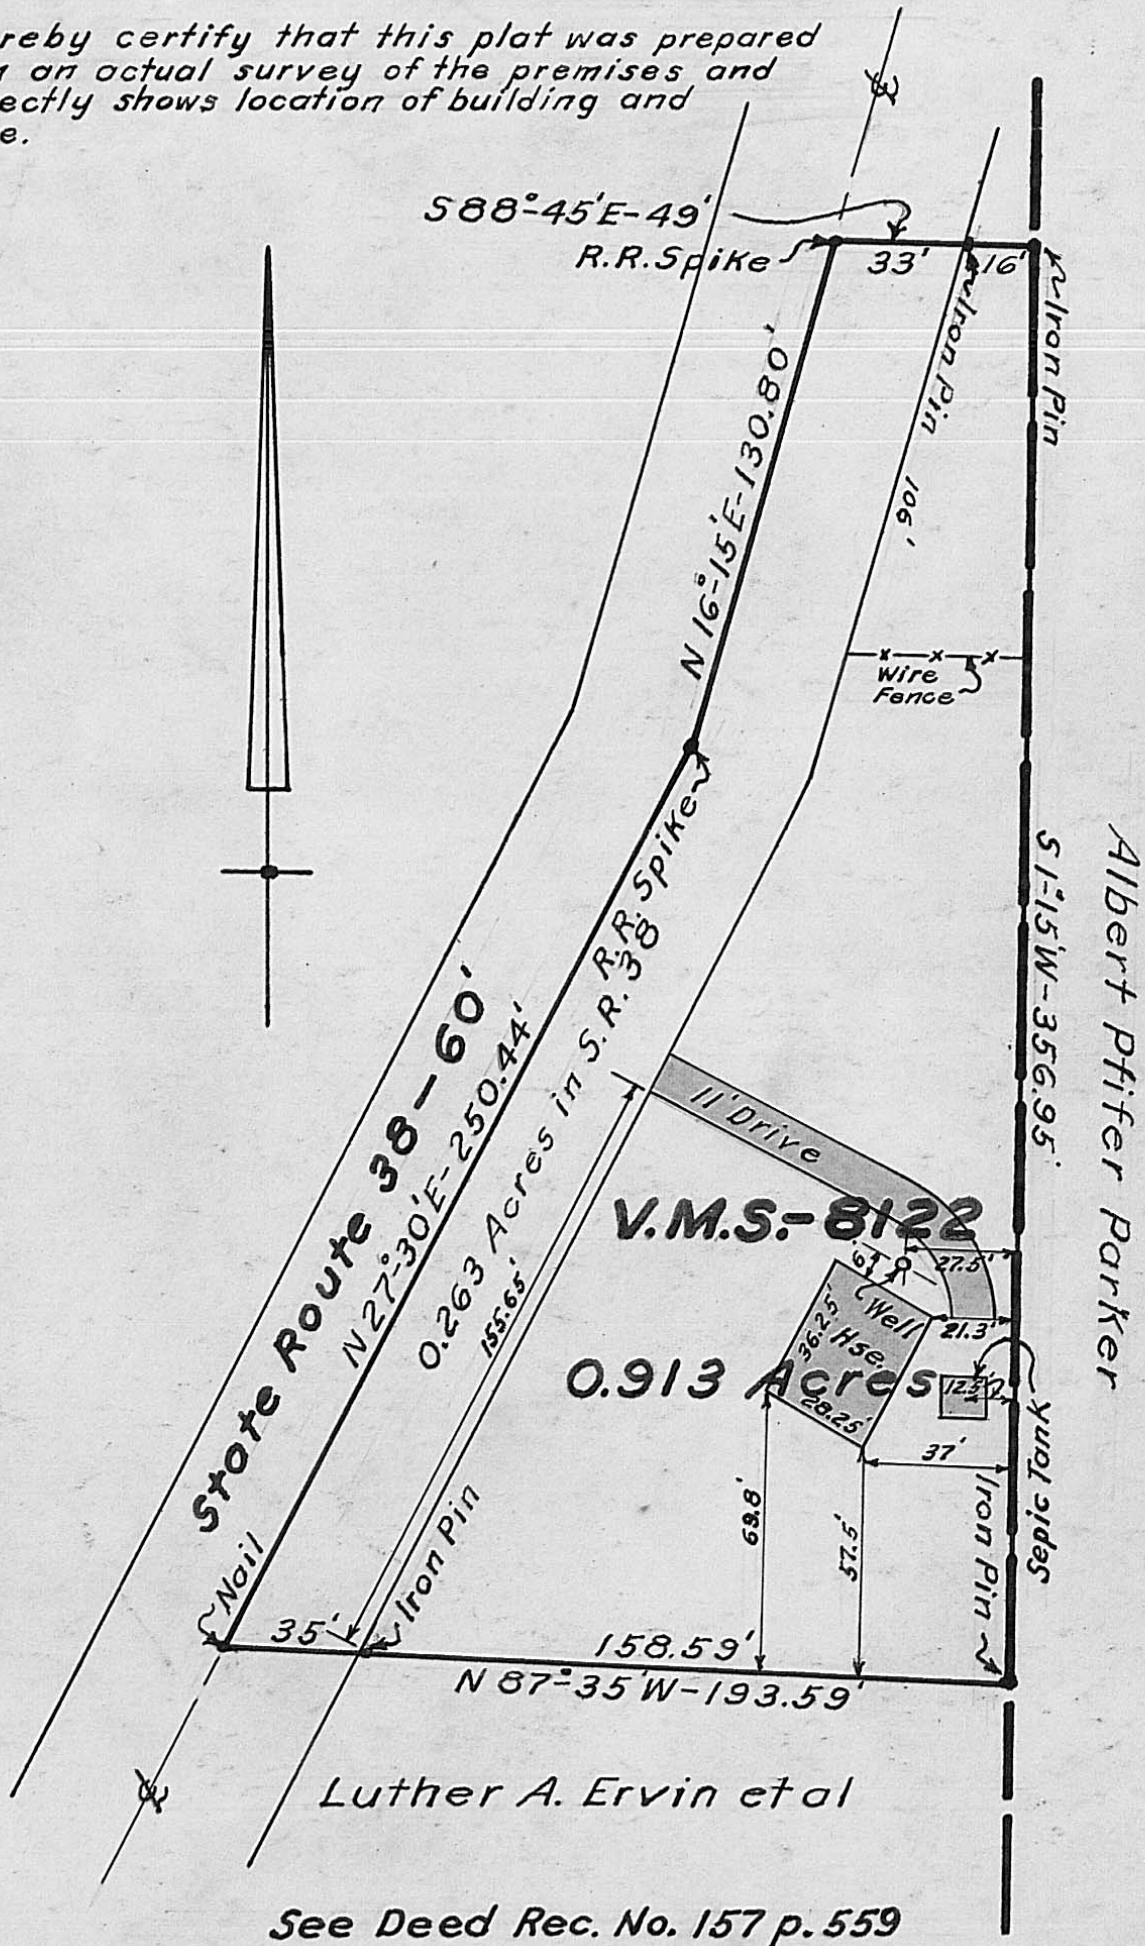 reby certify that this plat was prepared
an actual survey of the premises and
ectly shows location of building and
e.
℄
S88°-45'E-49'
R.R.Spike
33'
16'
Iron Pin
Iron Pin
N 16°-15'E-130.80'
106'
Wire
Fence
S 1°-15'W-356.95'
Albert Pfifer Parker
R.R. Spike
State Route 38-60'
N 27°-30'E-250.44'
0.263 Acres in S.R. 38
155.65'
11' Drive
V.M.S.-8122
6'
27.5'
Well
36.25'
Hse.
21.3'
0.913 Acres
12.5'
28.25'
37'
Sepic Tank
Iron Pin
69.8'
57.5'
Nail
Iron Pin
35'
158.59'
N 87°-35'W-193.59'
℄
Luther A. Ervin et al
See Deed Rec. No. 157 p. 559